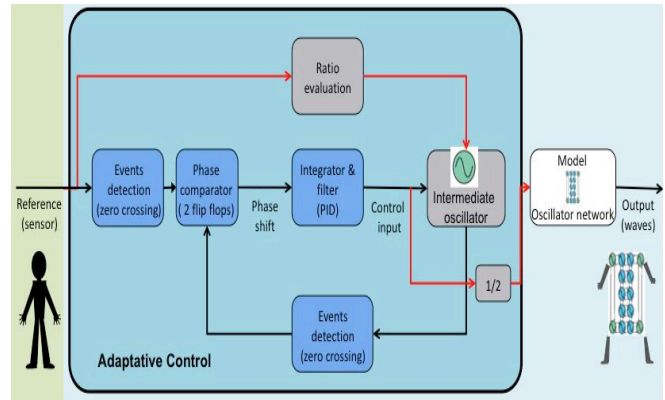 Ratio
evaluation
Events
detection
(zero crossing)
Phase
comparator
( 2 flip flops)
Integrator &
filter
(PID)
Intermediate
oscillator
Model
Oscillator network
Reference
(sensor)
Phase
shift
Control
input
Output
(waves)
1/2
Events
detection
(zero crossing)
Adaptative Control